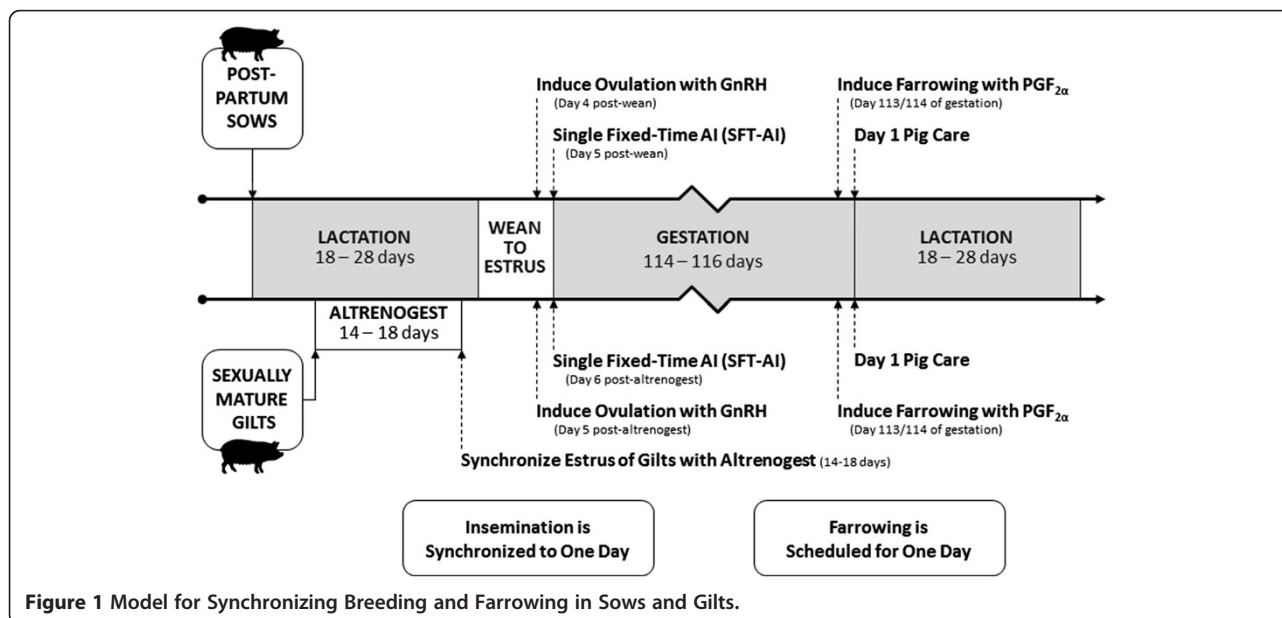 POST-
PARTUM
SOWS
Induce Ovulation with GnRH
(Day 4 post-wean)
Single Fixed-Time AI (SFT-AI)
(Day 5 post-wean)
Induce Farrowing with PGF2α
(Day 113/114 of gestation)
Day 1 Pig Care
LACTATION
18 – 28 days
WEAN
TO
ESTRUS
GESTATION
114 – 116 days
LACTATION
18 – 28 days
ALTRENOGEST
14 – 18 days
SEXUALLY
MATURE
GILTS
Single Fixed-Time AI (SFT-AI)
(Day 6 post-altrenogest)
Induce Ovulation with GnRH
(Day 5 post-altrenogest)
Day 1 Pig Care
Induce Farrowing with PGF2α
(Day 113/114 of gestation)
Synchronize Estrus of Gilts with Altrenogest (14-18 days)
Insemination is
Synchronized to One Day
Farrowing is
Scheduled for One Day
Figure 1 Model for Synchronizing Breeding and Farrowing in Sows and Gilts.